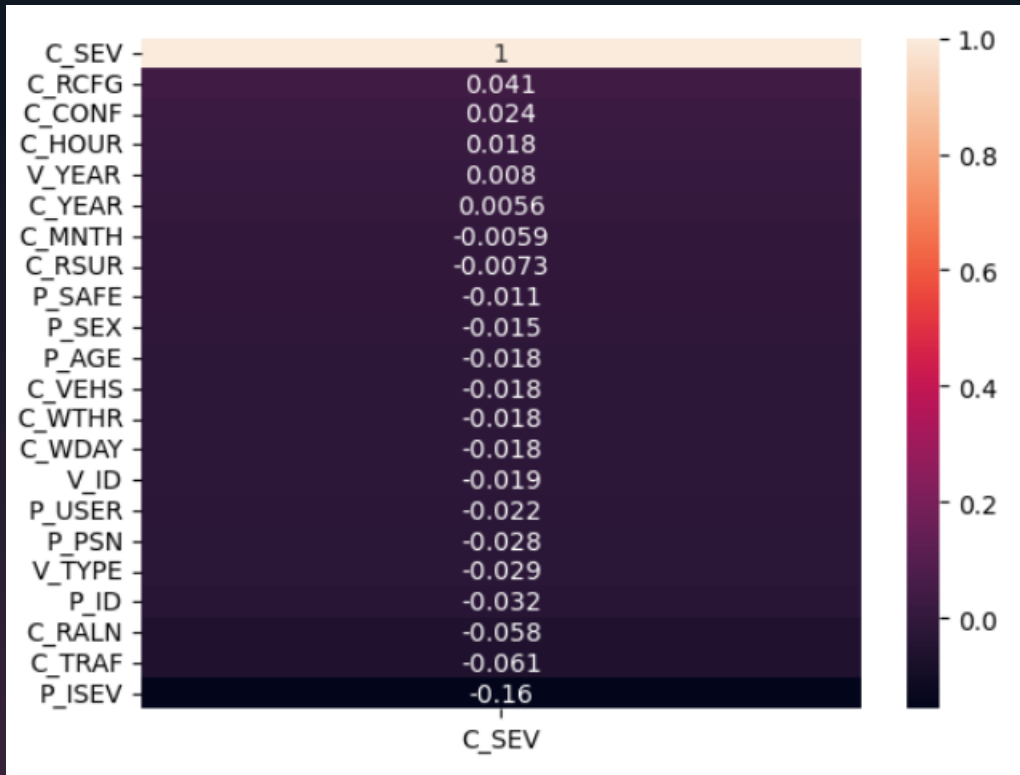 C_SEV 1 1.0
C_RCFG 0.041
C_CONF 0.024
C_HOUR 0.018 0.8
V_YEAR 0.008
C_YEAR 0.0056
C_MNTH -0.0059
C_RSUR -0.0073 0.6
P_SAFE -0.011
P_SEX -0.015
P_AGE -0.018
C_VEHS -0.018 0.4
C_WTHR -0.018
C_WDAY -0.018
V_ID -0.019
P_USER -0.022 0.2
P_PSN -0.028
V_TYPE -0.029
P_ID -0.032 0.0
C_RALN -0.058
C_TRAF -0.061
P_ISEV -0.16
C_SEV